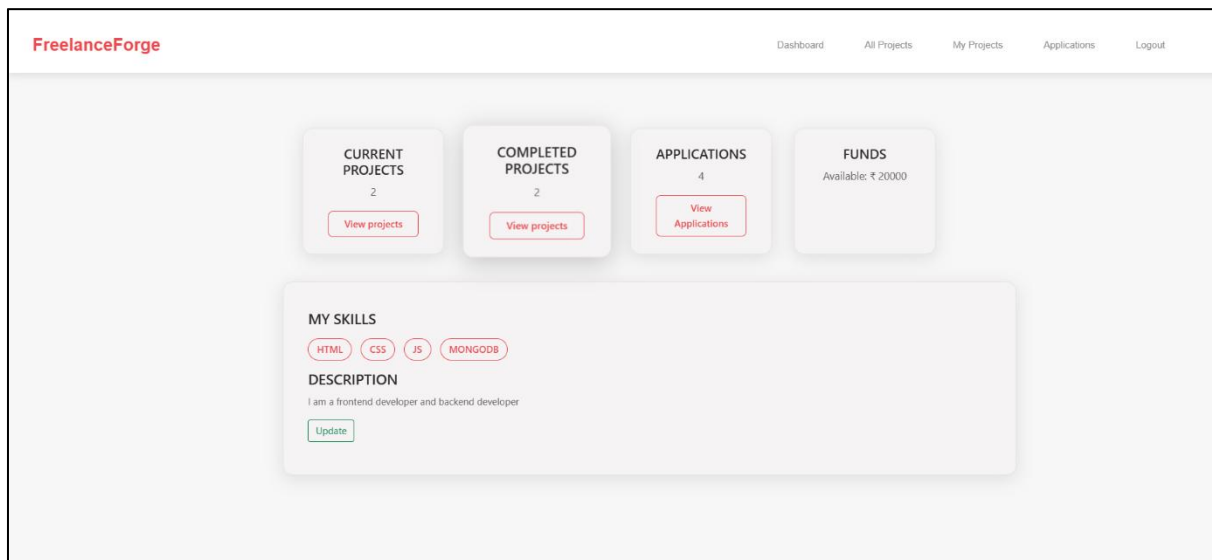 FreelanceForge
Dashboard
All Projects
My Projects
Applications
Logout
CURRENT
PROJECTS
2
View projects
COMPLETED
PROJECTS
2
View projects
APPLICATIONS
4
View
Applications
FUNDS
Available: ₹ 20000
MY SKILLS
HTML
CSS
JS
MONGODB
DESCRIPTION
I am a frontend developer and backend developer
Update